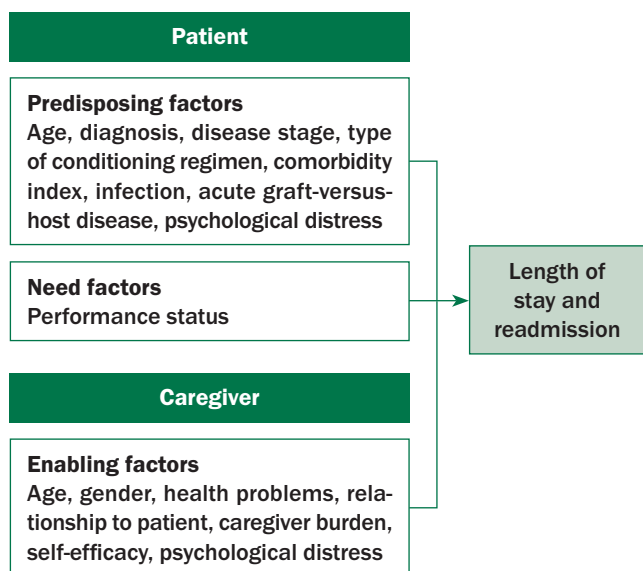 Patient
Predisposing factors
Age, diagnosis, disease stage, type
of conditioning regimen, comorbidity
index, infection, acute graft-versus-
host disease, psychological distress
Need factors
Performance status
Length of
stay and
readmission
Caregiver
Enabling factors
Age, gender, health problems, rela-
tionship to patient, caregiver burden,
self-efficacy, psychological distress